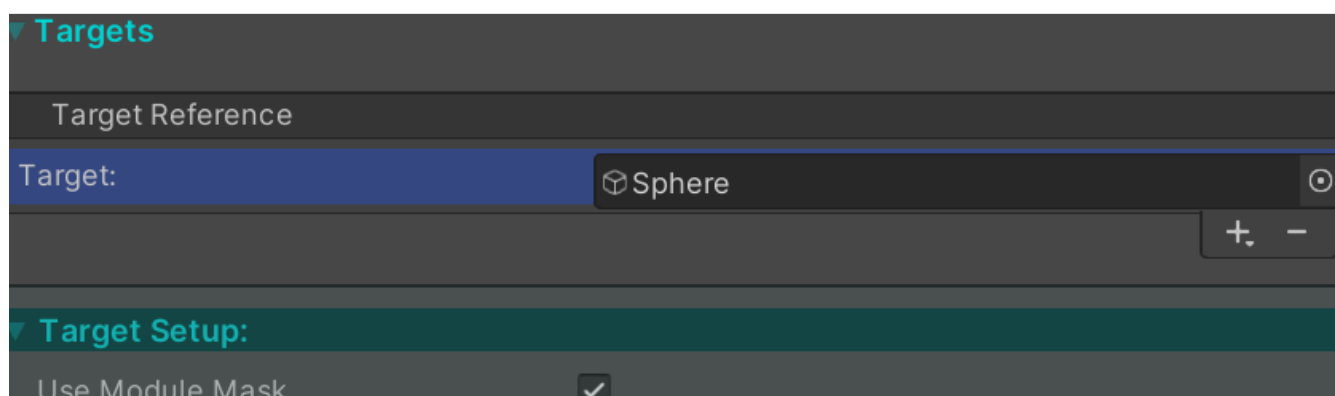 Targets
Target Reference
Target:
Sphere
Target Setup:
Use Module Mask